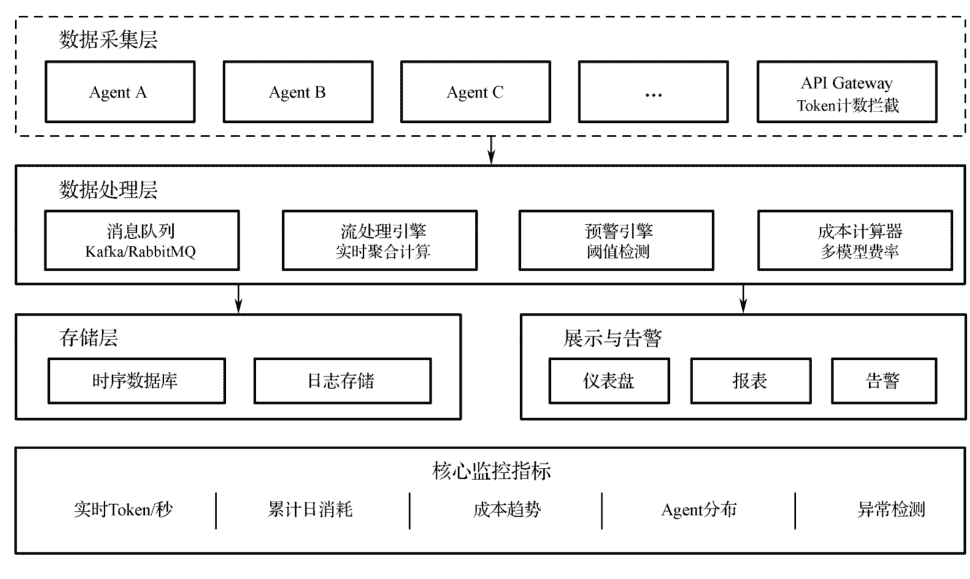 数据采集层
Agent A
Agent B
Agent C
...
API Gateway
Token计数拦截
数据处理层
消息队列
Kafka/RabbitMQ
流处理引擎
实时聚合计算
预警引擎
阈值检测
成本计算器
多模型费率
存储层
时序数据库
日志存储
展示与告警
仪表盘
报表
告警
核心监控指标
实时Token/秒
累计日消耗
成本趋势
Agent分布
异常检测